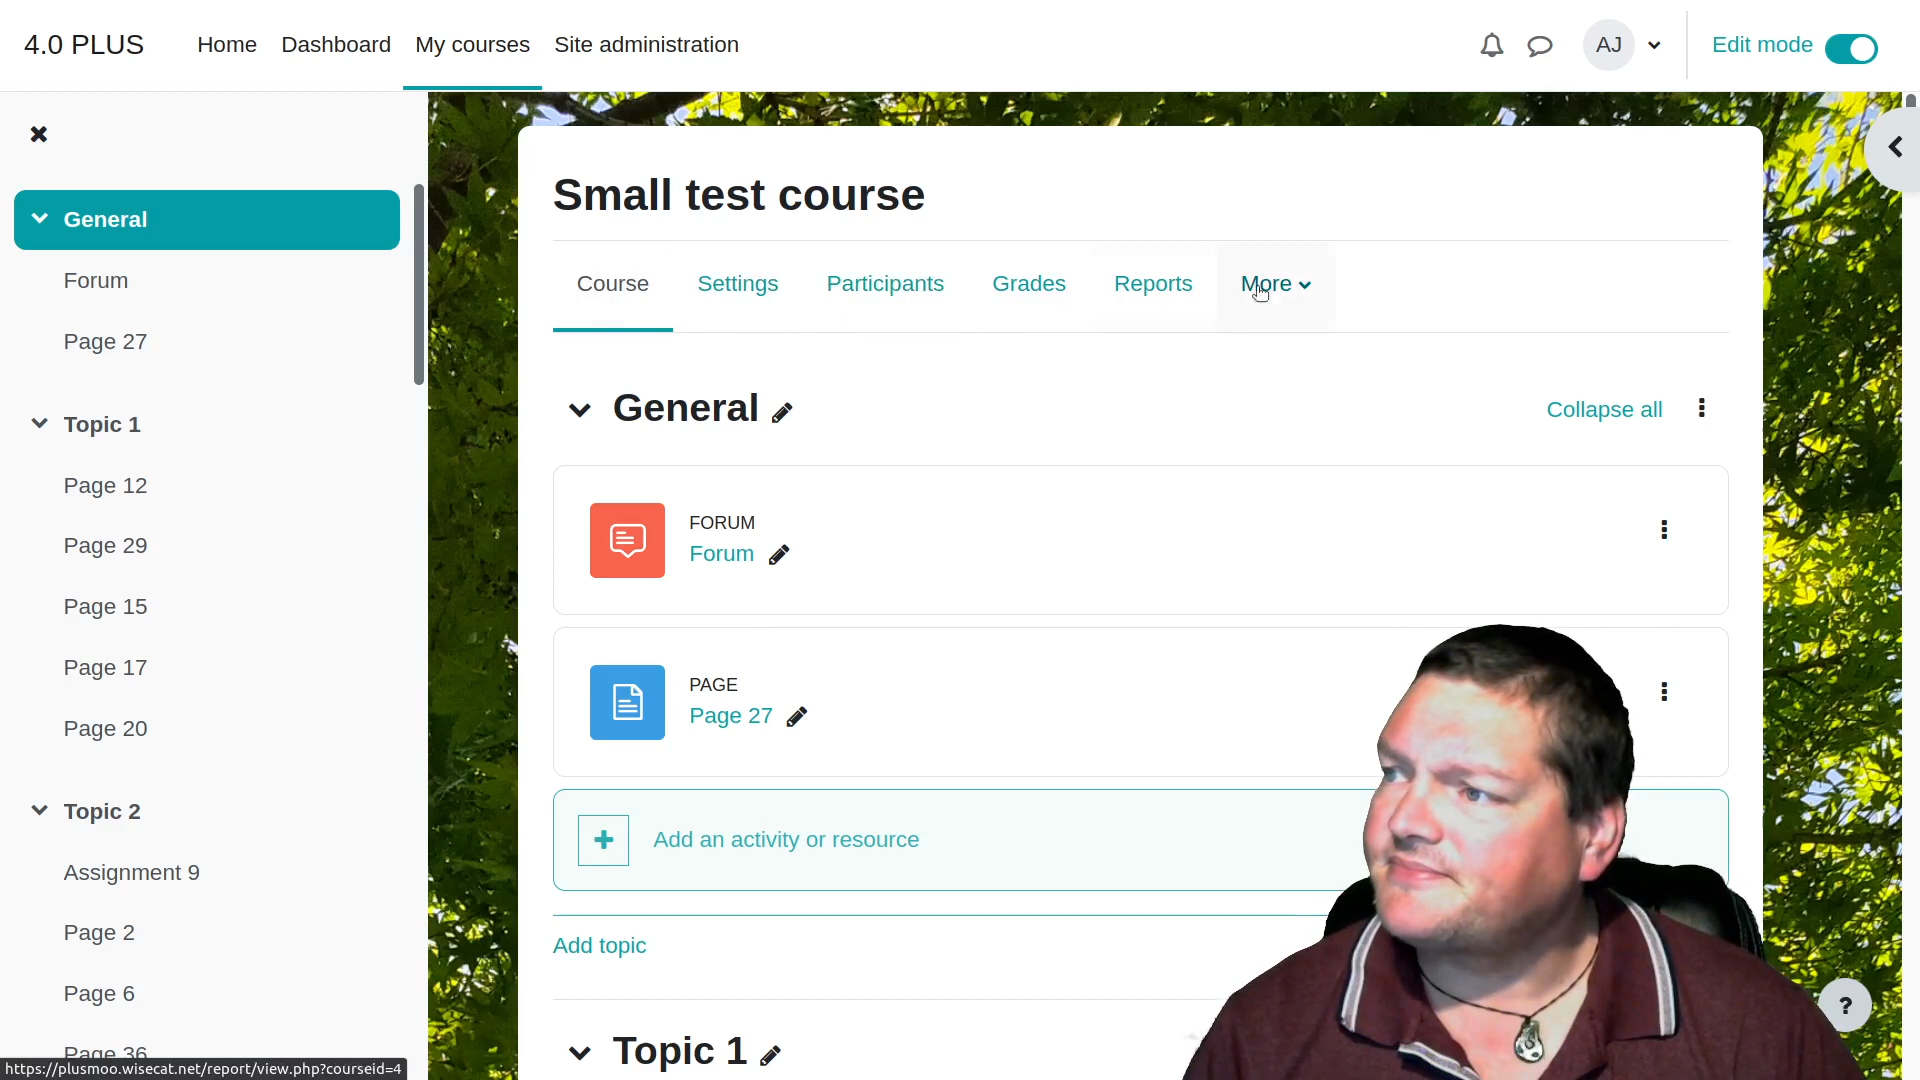 4.0 PLUS Home Dashboard My courses Site administration AJ Edit mode
General
Forum
Page 27
Topic 1
Page 12
Page 29
Page 15
Page 17
Page 20
Topic 2
Assignment 9
Page 2
Page 6
Page 36
https://plusmoo.wisecat.net/report/view.php?courseid=4
Small test course
Course Settings Participants Grades Reports More
General Collapse all
FORUM
Forum
PAGE
Page 27
+ Add an activity or resource
Add topic
Topic 1
?